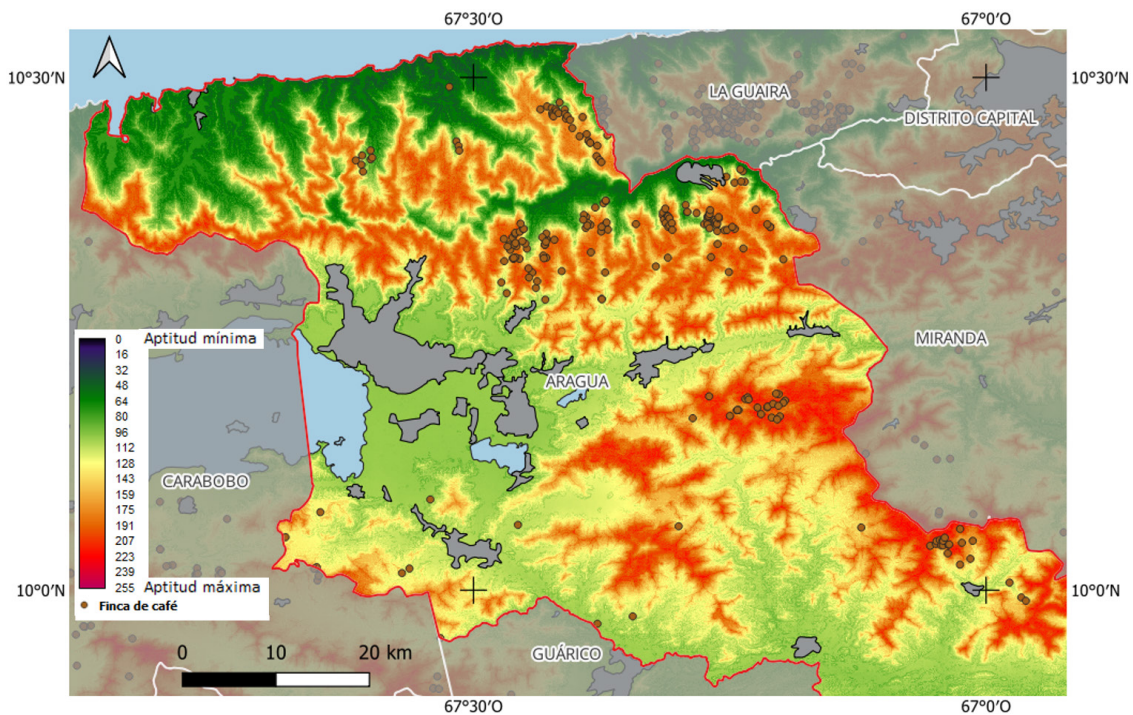 67°30'O 67°0'O
10°30'N 10°30'N
LA GUAIRA
DISTRITO CAPITAL
MIRANDA
ARAGUA
CARABOBO
GUÁRICO
0 Aptitud mínima
16
32
48
64
80
96
112
128
143
159
175
191
207
223
239
255 Aptitud máxima
Finca de café
10°0'N 10°0'N
0 10 20 km
67°30'O 67°0'O